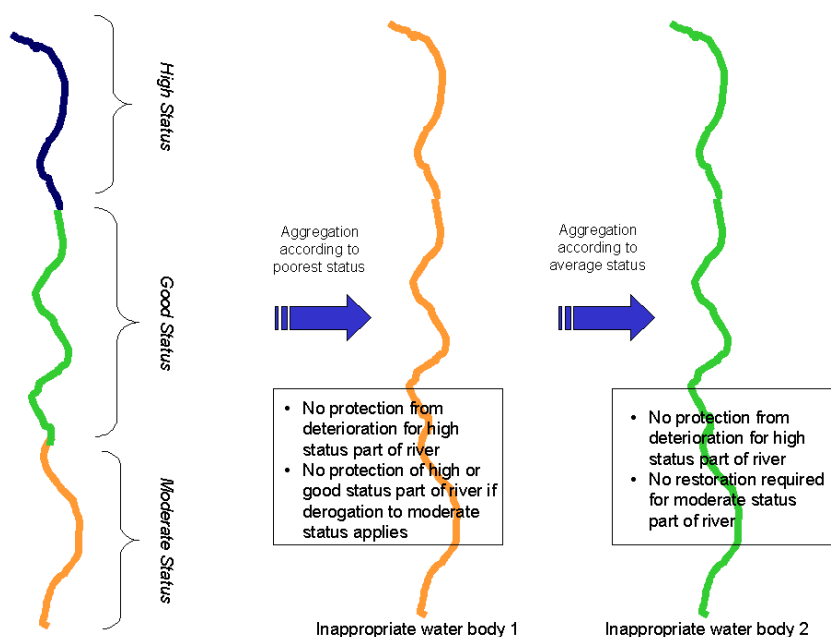 High Status
Good Status
Moderate Status
Aggregation
according to
poorest status
• No protection from
deterioration for high
status part of river
• No protection of high or
good status part of river if
derogation to moderate
status applies
Inappropriate water body 1
Aggregation
according to
average status
• No protection from
deterioration for high
status part of river
• No restoration required
for moderate status
part of river
Inappropriate water body 2